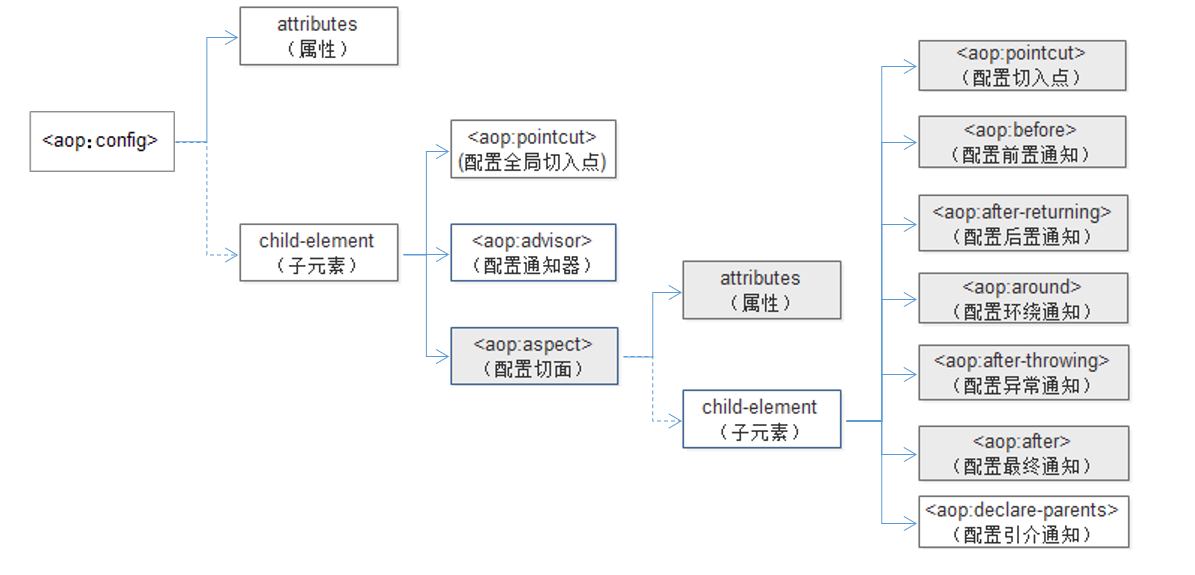 attributes
（属性）
<aop:config>
child-element
（子元素）
<aop:pointcut>
(配置全局切入点)
<aop:advisor>
（配置通知器）
<aop:aspect>
（配置切面）
attributes
（属性）
child-element
（子元素）
<aop:pointcut>
（配置切入点）
<aop:before>
（配置前置通知）
<aop:after-returning>
（配置后置通知）
<aop:around>
（配置环绕通知）
<aop:after-throwing>
（配置异常通知）
<aop:after>
（配置最终通知）
<aop:declare-parents>
（配置引介通知）